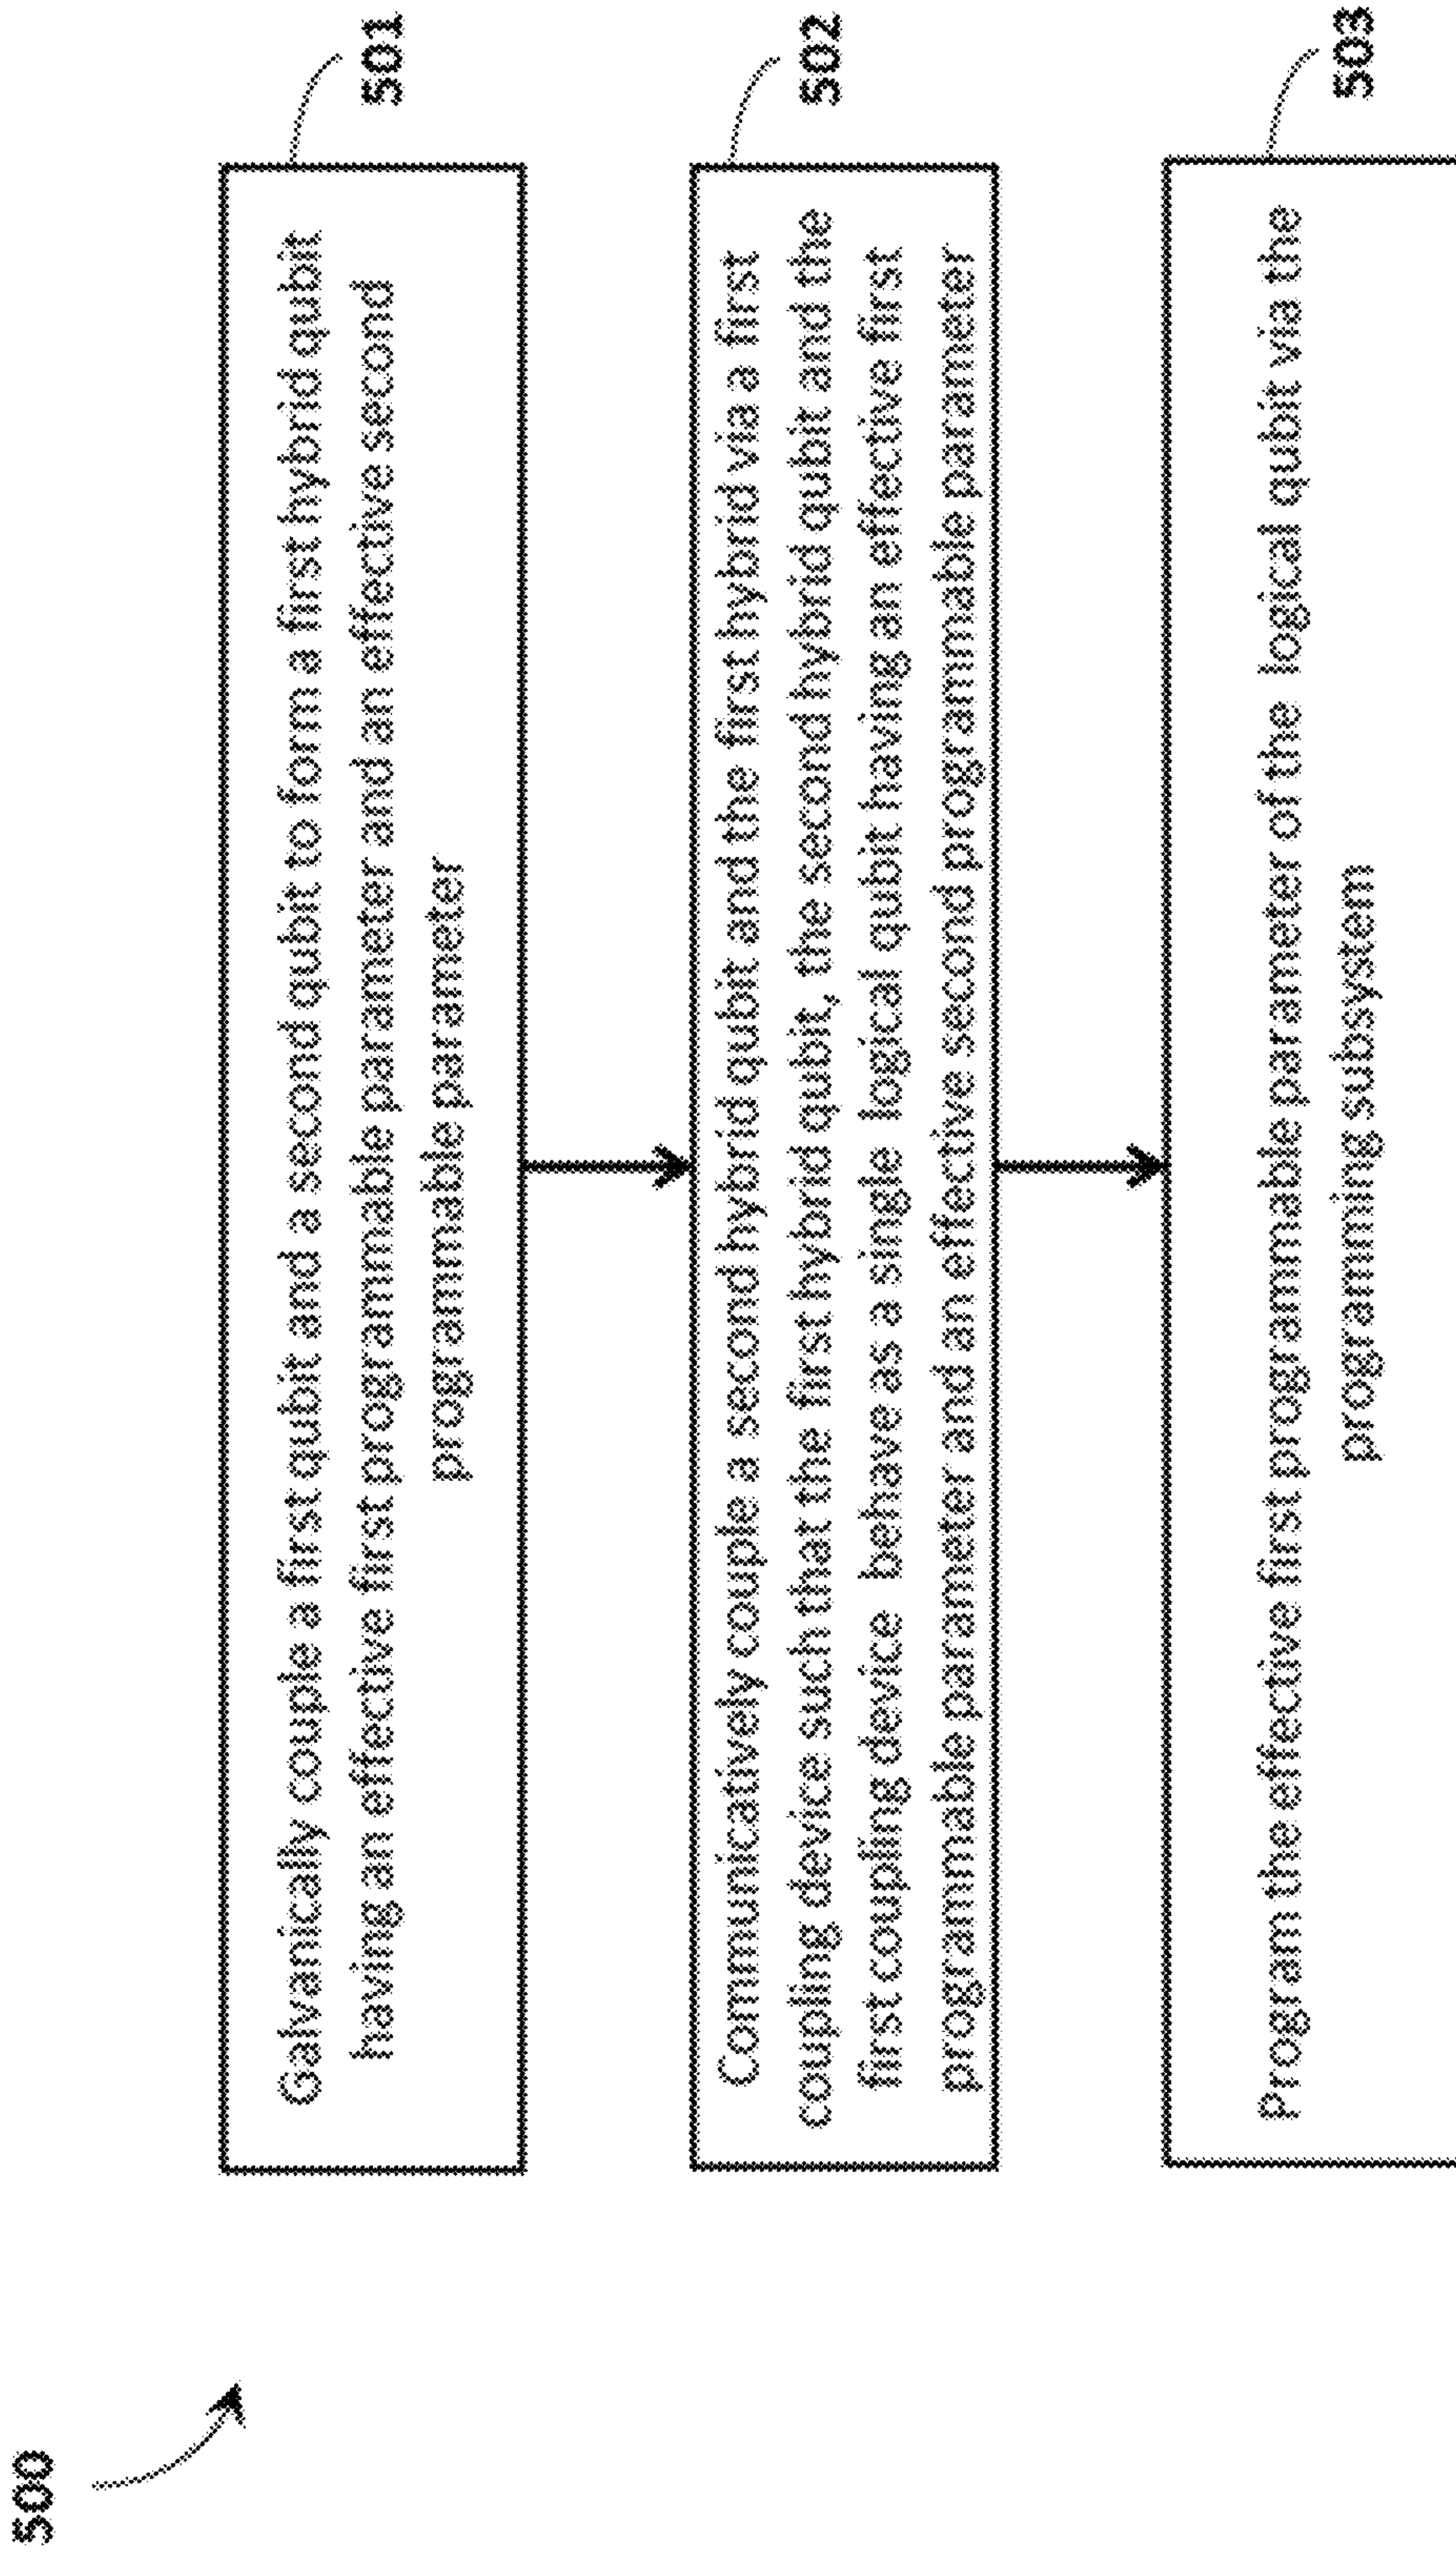 500
501
Galvanically couple a first qubit and a second qubit to form a first hybrid qubit
having an effective first programmable parameter and an effective second
programmable parameter
502
Communicatively couple a second hybrid qubit and the first hybrid via a first
coupling device such that the first hybrid qubit, the second hybrid qubit and the
first coupling device behave as a single logical qubit having an effective first
programmable parameter and an effective second programmable parameter
503
Program the effective first programmable parameter of the logical qubit via the
programming subsystem